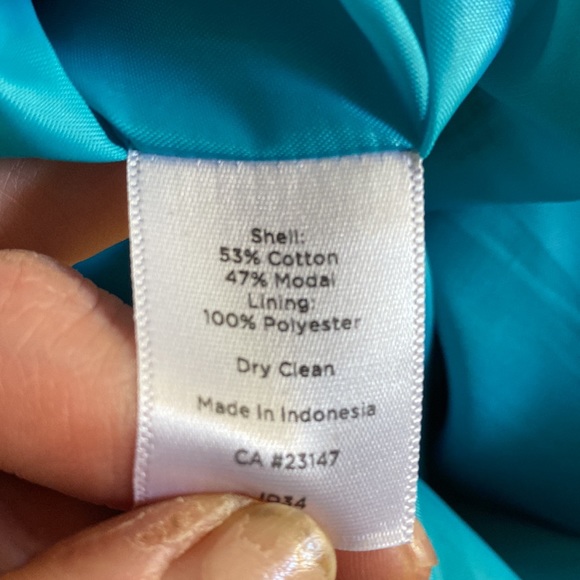 Shell:
53% Cotton
47% Modal
Lining:
100% Polyester
Dry Clean
Made In Indonesia
CA #23147